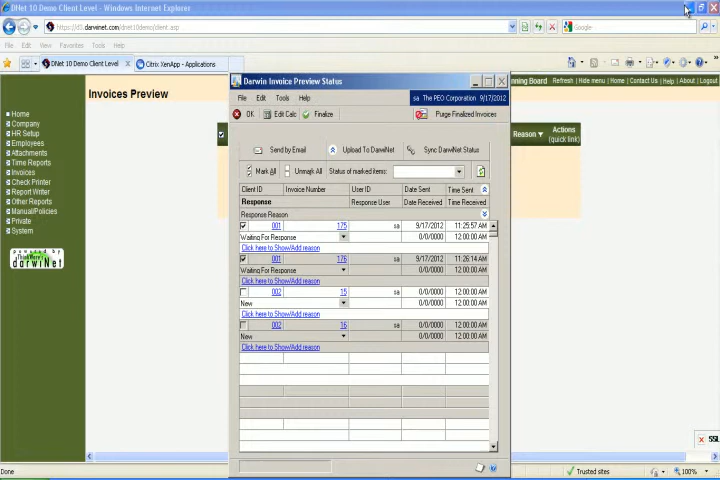 DNet 10 Demo Client Level - Windows Internet Explorer
https://d0.darwinet.com/dnet10demo/client.asp
Google
File Edit View Favorites Tools Help
DNet 10 Demo Client Level
Citrix XenApp - Applications
Page Tools
nning Board Refresh | Hide menu | Home | Contact Us | Help | About | Logout
Invoices Preview
Home
Company
HR Setup
Employees
Attachments
Time Reports
Invoices
Check Printer
Report Writer
Other Reports
Manual/Policies
Private
System
powered by
ThinkWare's
darwiNet
Reason
Actions
(quick link)
Darwin Invoice Preview Status
File Edit Tools Help
sa The PEO Corporation 9/17/2012
OK Edit Calc Finalize Purge Finalized Invoices
Send by Email Upload To DarwiNet Sync DarwiNet Status
Mark All Unmark All Status of marked items:
Client ID Invoice Number User ID Date Sent Time Sent
Response Response User Date Received Time Received
Response Reason
001 175 sa 9/17/2012 11:25:57 AM
Waiting For Response 0/0/0000 12:00:00 AM
Click here to Show/Add reason
001 176 sa 9/17/2012 11:26:14 AM
Waiting For Response 0/0/0000 12:00:00 AM
Click here to Show/Add reason
002 15 sa 0/0/0000 12:00:00 AM
New 0/0/0000 12:00:00 AM
Click here to Show/Add reason
002 16 sa 0/0/0000 12:00:00 AM
New 0/0/0000 12:00:00 AM
Click here to Show/Add reason
SSL
Done
Trusted sites
100%